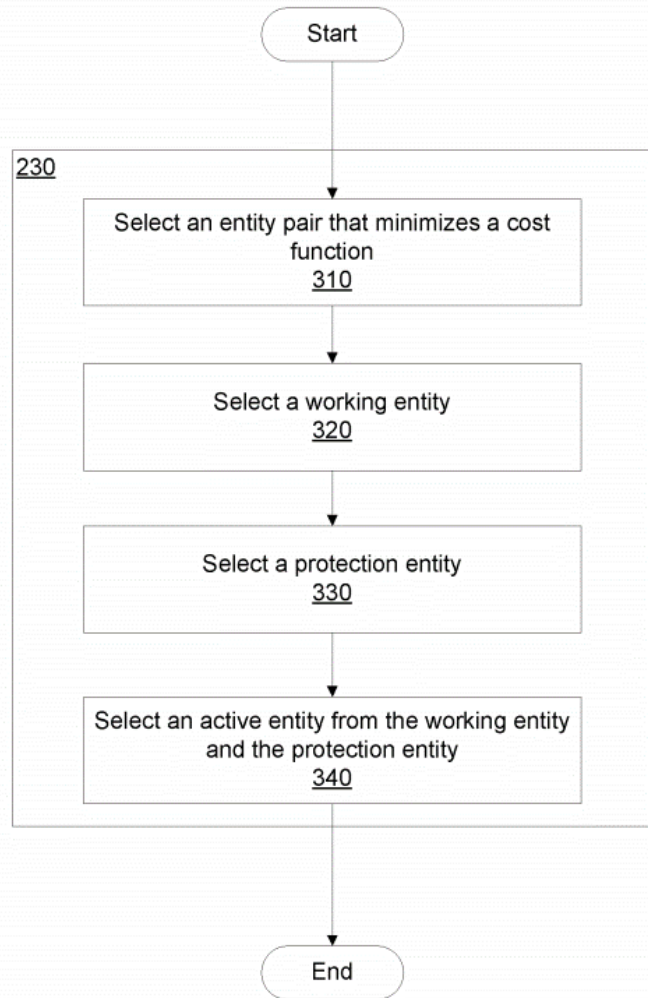 Start
230
Select an entity pair that minimizes a cost
function
310
Select a working entity
320
Select a protection entity
330
Select an active entity from the working entity
and the protection entity
340
End